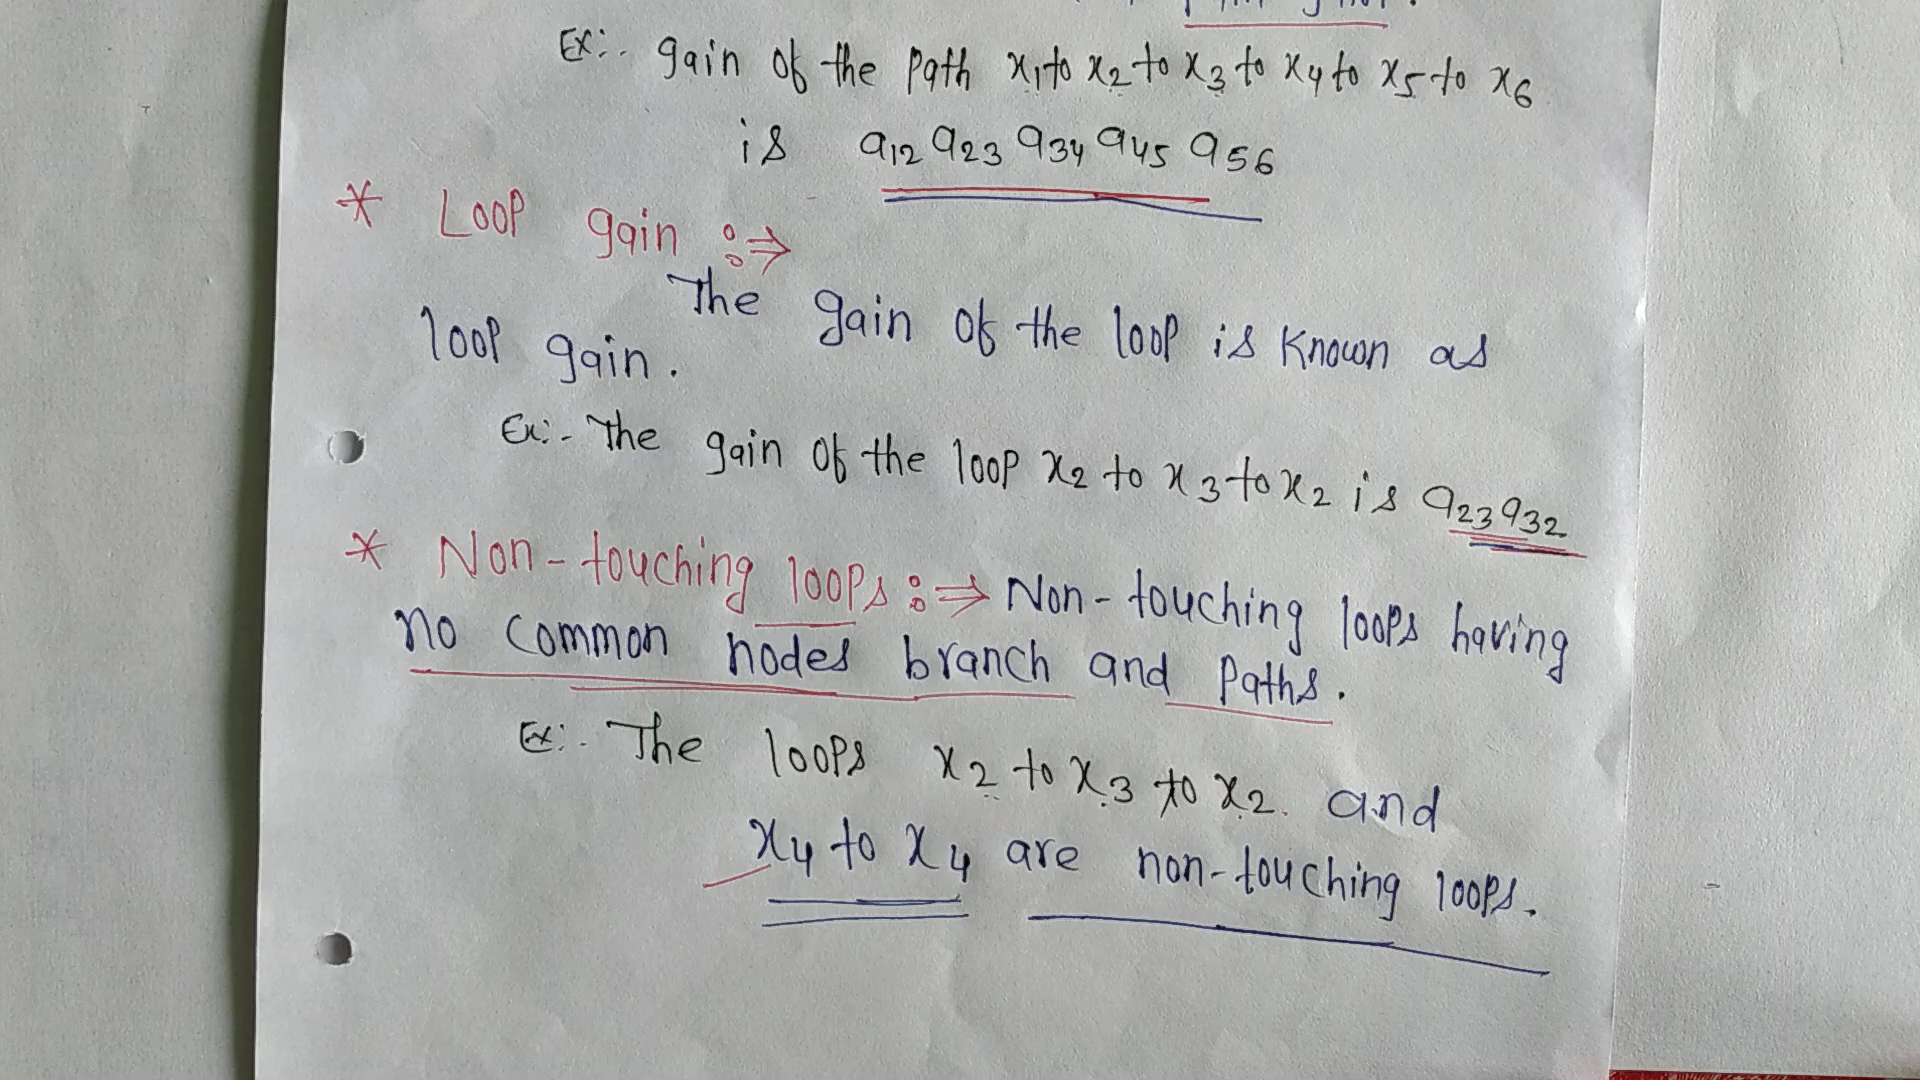 Ex:- gain of the path x1 to x2 to x3 to x4 to x5 to x6
is a12 a23 a34 a45 a56
* Loop gain :⇒
The gain of the loop is known as
loop gain.
Ex:- The gain of the loop x2 to x3 to x2 is a23 a32
* Non-touching loops :⇒ Non-touching loops having
no common nodes branch and paths.
Ex:- The loops x2 to x3 to x2. and
x4 to x4 are non-touching loops.